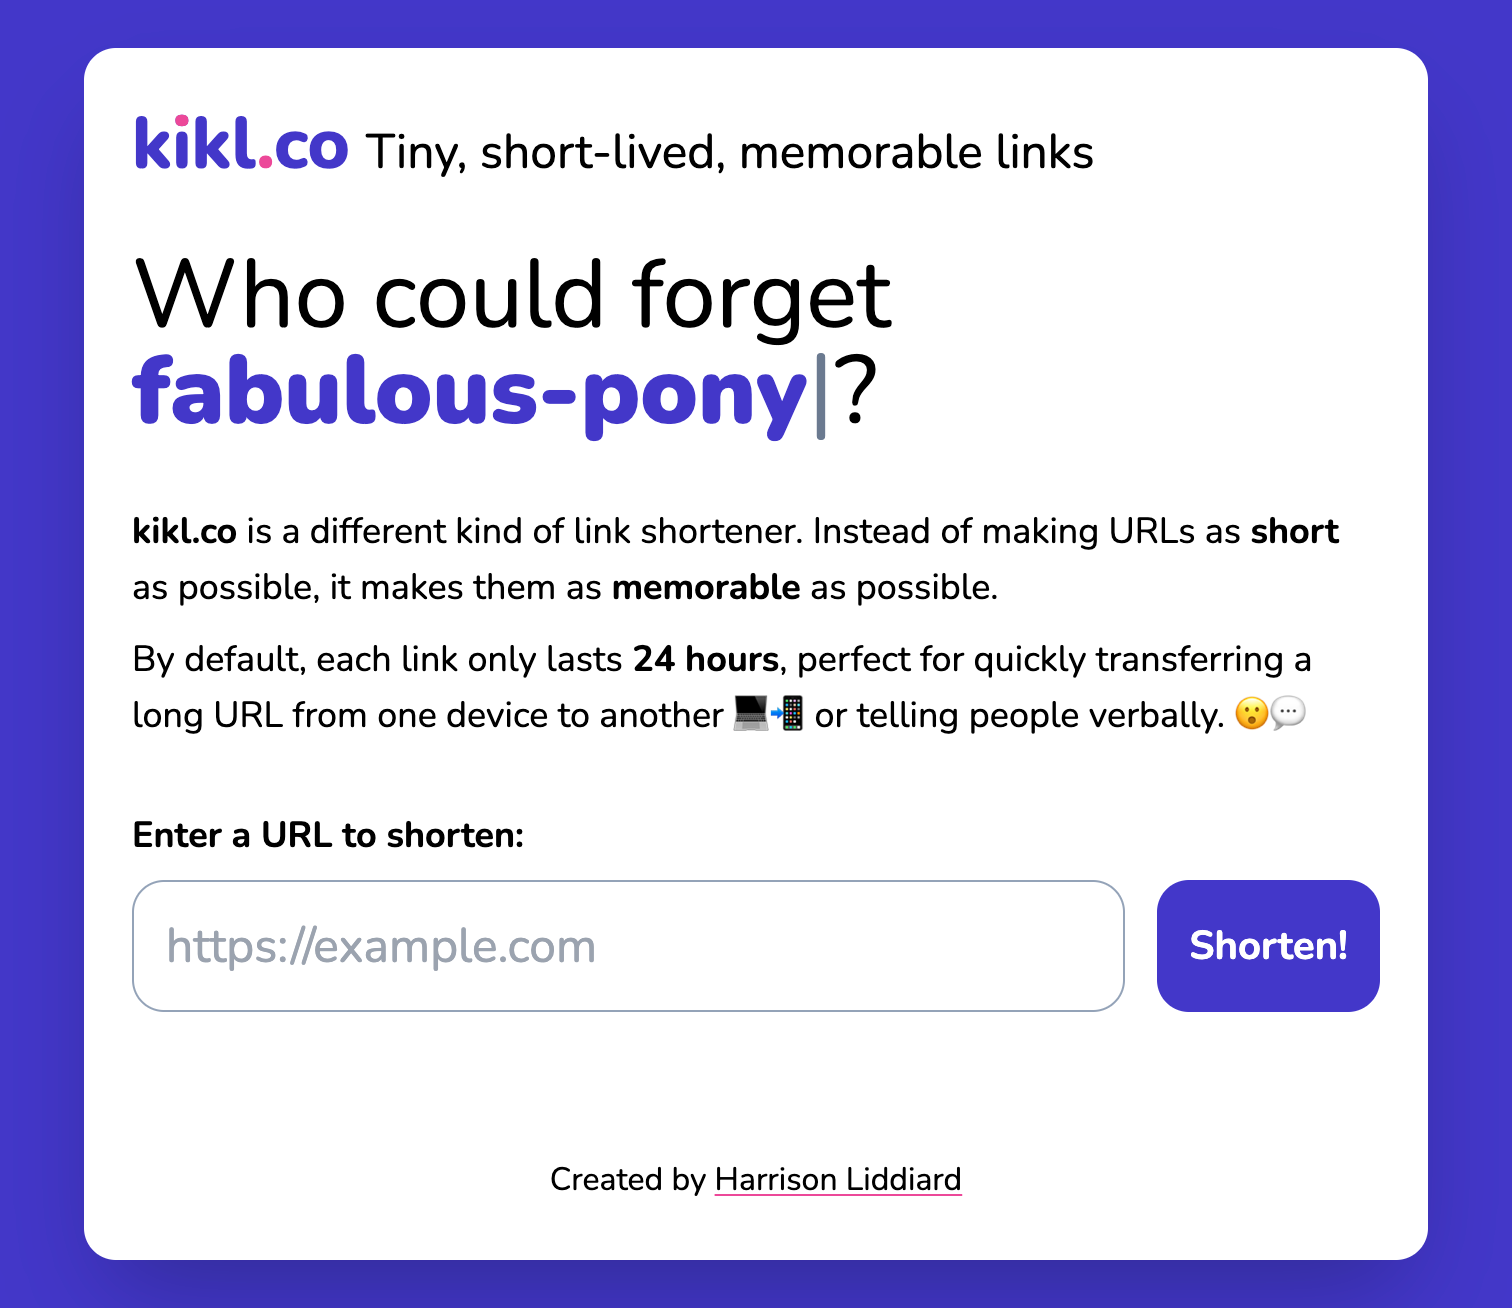 kikl.co Tiny, short-lived, memorable links
Who could forget
fabulous-pony|?
kikl.co is a different kind of link shortener. Instead of making URLs as short
as possible, it makes them as memorable as possible.
By default, each link only lasts 24 hours, perfect for quickly transferring a
long URL from one device to another 💻📲 or telling people verbally. 😮💬
Enter a URL to shorten:
https://example.com
Shorten!
Created by Harrison Liddiard